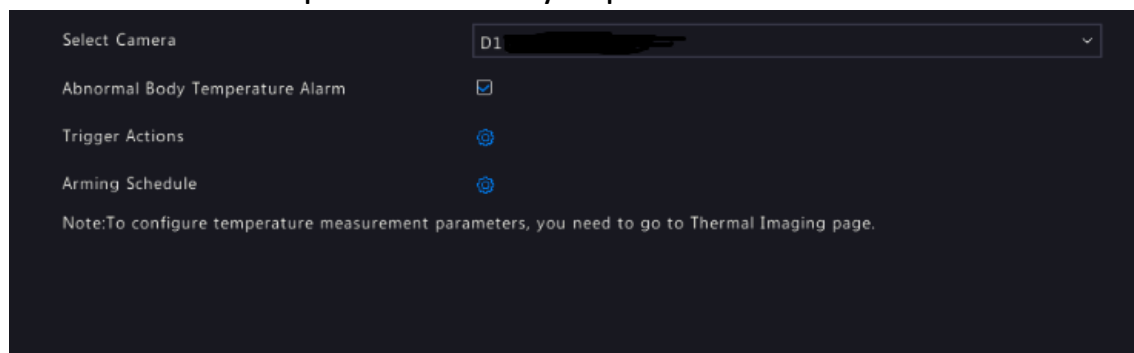 Select Camera D1
Abnormal Body Temperature Alarm
Trigger Actions
Arming Schedule
Note:To configure temperature measurement parameters, you need to go to Thermal Imaging page.